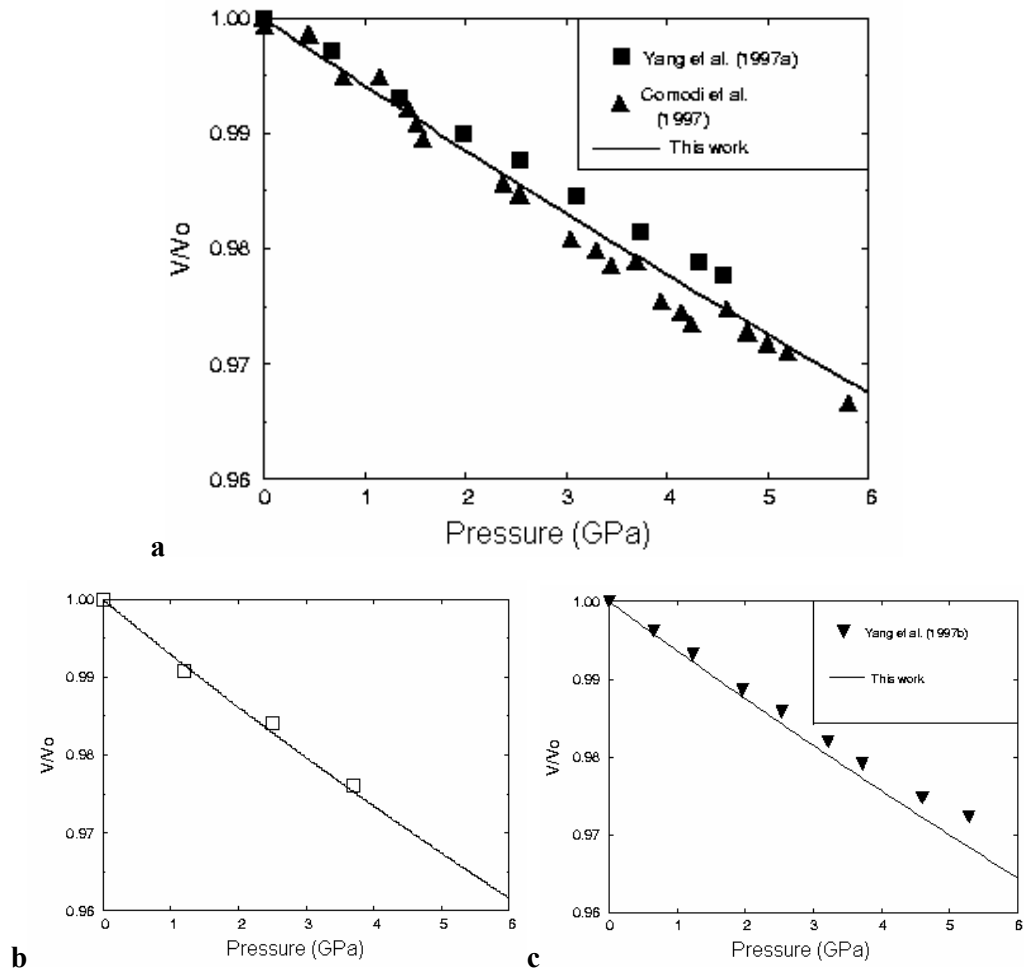 1.00
0.99
0.98
0.97
0.96
V/Vo
Yang et al. (1997a)
Comodi et al.
(1997)
This work
0 1 2 3 4 5 6
Pressure (GPa)
a
1.00
0.99
0.98
0.97
0.96
V/Vo
0 1 2 3 4 5 6
Pressure (GPa)
b
1.00
0.99
0.98
0.97
0.96
V/Vo
Yang et al. (1997b)
This work
0 1 2 3 4 5 6
Pressure (GPa)
c